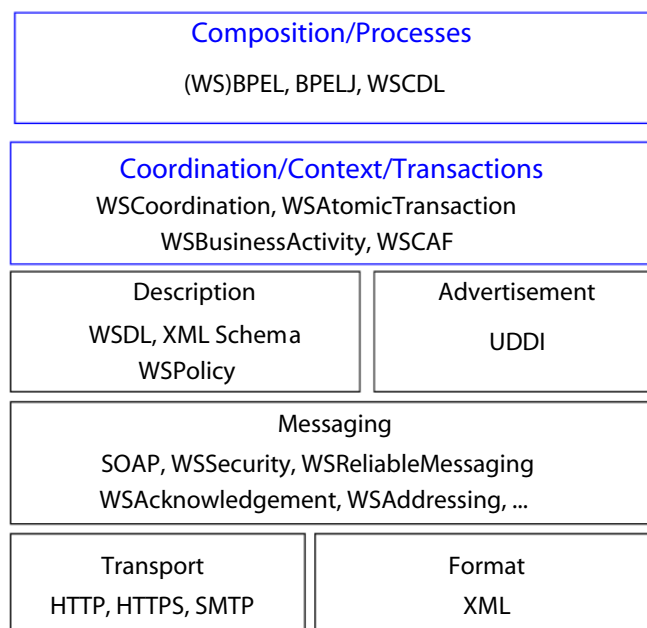 Composition/Processes
(WS)BPEL, BPELJ, WSCDL
Coordination/Context/Transactions
WSCoordination, WSAtomicTransaction
WSBusinessActivity, WSCAF
Description
WSDL, XML Schema
WSPolicy
Advertisement
UDDI
Messaging
SOAP, WSSecurity, WSReliableMessaging
WSAcknowledgement, WSAddressing, ...
Transport
HTTP, HTTPS, SMTP
Format
XML